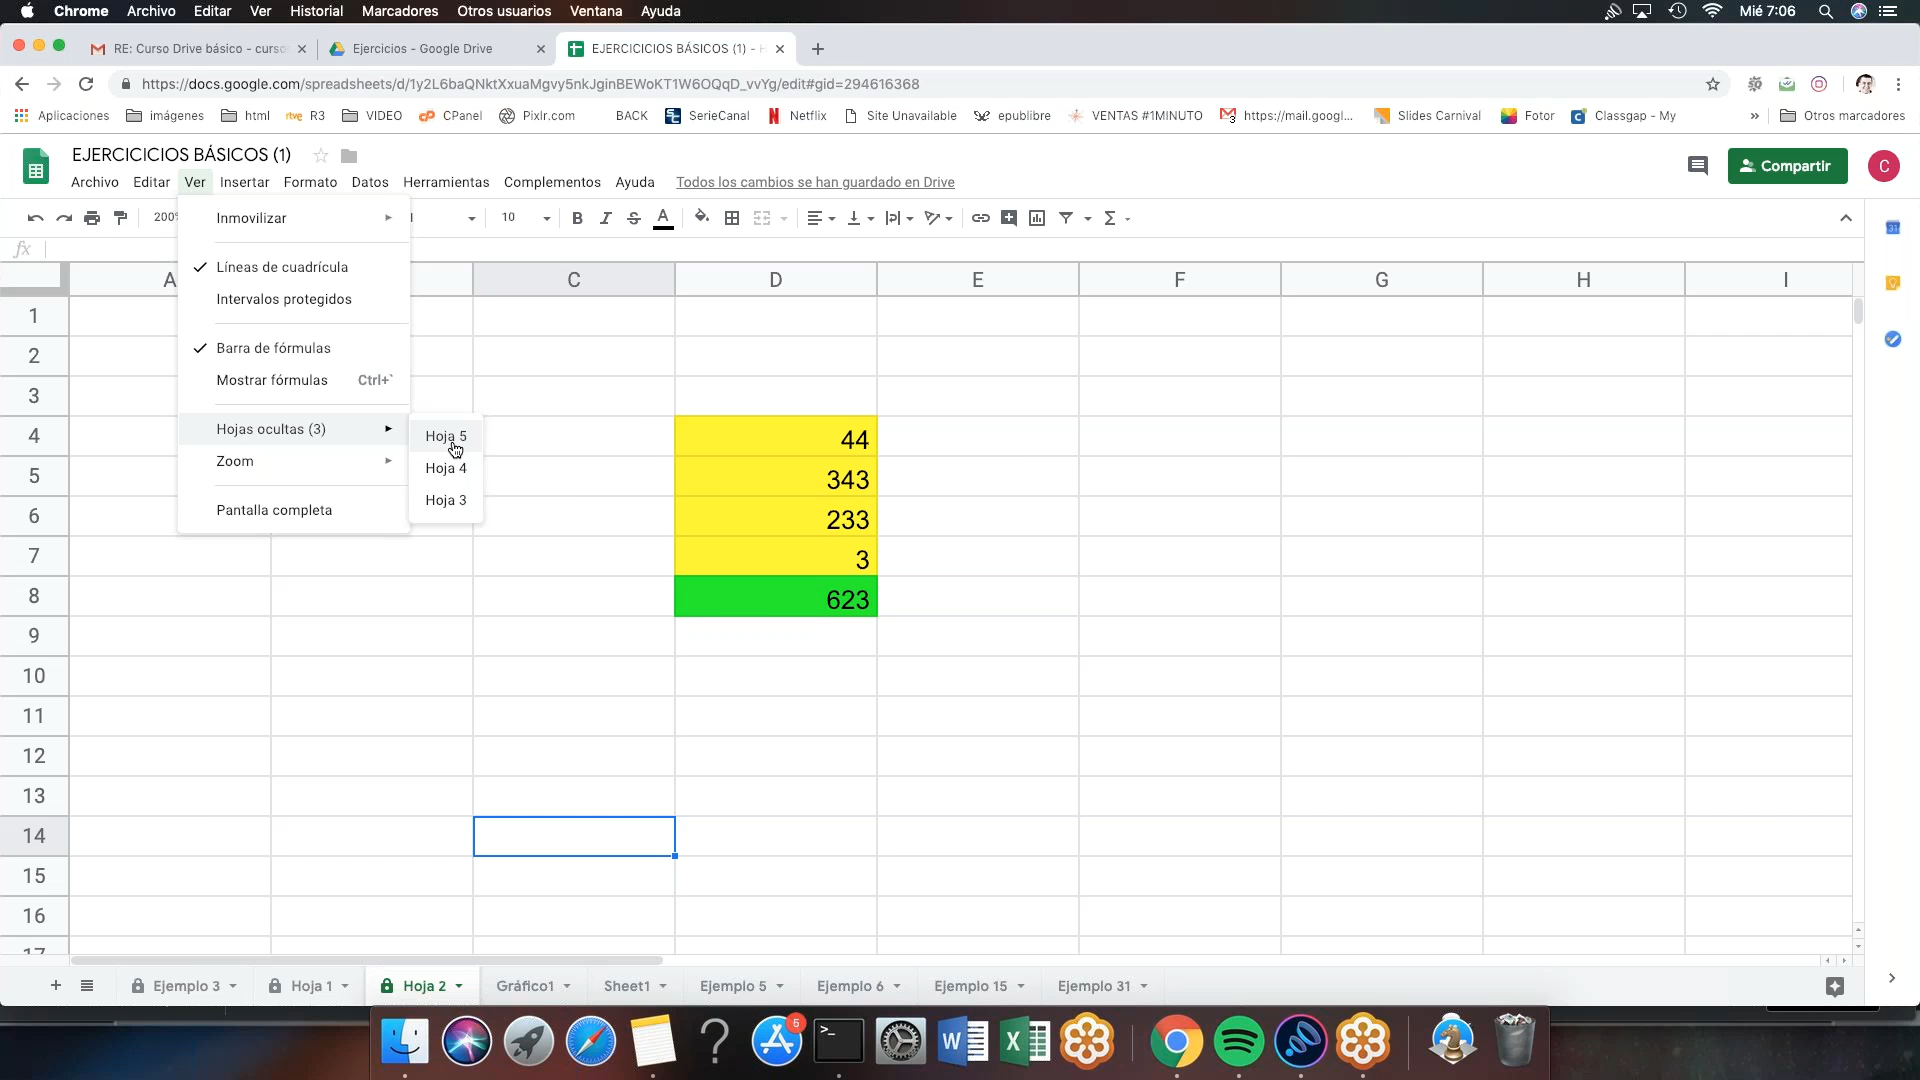 Chrome Archivo Editar Ver Historial Marcadores Otros usuarios Ventana Ayuda Mié 7:06
RE: Curso Drive básico - curso Ejercicios - Google Drive EJERCICICIOS BÁSICOS (1) - H
https://docs.google.com/spreadsheets/d/1y2L6baQNktXxuaMgvy5nkJginBEWoKT1W6OQqD_vvYg/edit#gid=294616368
Aplicaciones imágenes html rtve R3 VIDEO CPanel Pixlr.com BACK SerieCanal Netflix Site Unavailable epublibre VENTAS #1MINUTO https://mail.googl... Slides Carnival Fotor Classgap - My » Otros marcadores
EJERCICICIOS BÁSICOS (1)
Compartir C
Archivo Editar Ver Insertar Formato Datos Herramientas Complementos Ayuda Todos los cambios se han guardado en Drive
200% 10 B I S A Σ
fx
Inmovilizar
Líneas de cuadrícula
Intervalos protegidos
Barra de fórmulas
Mostrar fórmulas Ctrl+`
Hojas ocultas (3)
Zoom
Pantalla completa
Hoja 5
Hoja 4
Hoja 3
A C D E F G H I
1
2
3
4 44
5 343
6 233
7 3
8 623
9
10
11
12
13
14
15
16
17
+ Ejemplo 3 Hoja 1 Hoja 2 Gráfico1 Sheet1 Ejemplo 5 Ejemplo 6 Ejemplo 15 Ejemplo 31
5